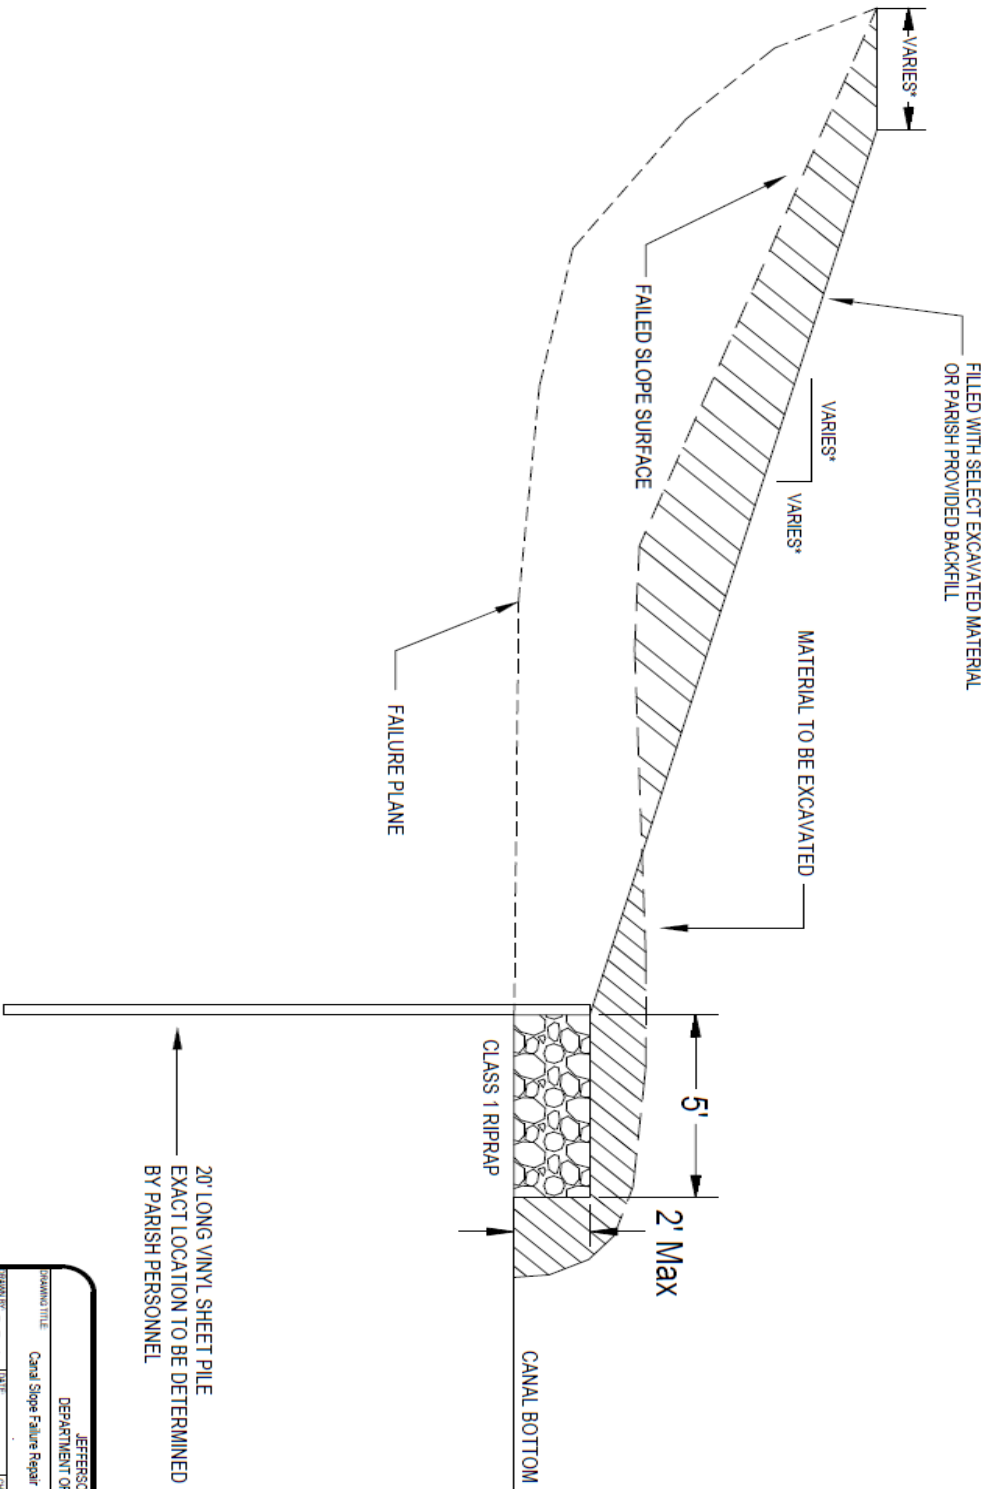 VARIES*
FILLED WITH SELECT EXCAVATED MATERIAL
OR PARISH PROVIDED BACKFILL
VARIES*
VARIES*
FAILED SLOPE SURFACE
MATERIAL TO BE EXCAVATED
FAILURE PLANE
5'
2' Max
CLASS 1 RIPRAP
CANAL BOTTOM
20' LONG VINYL SHEET PILE
EXACT LOCATION TO BE DETERMINED
BY PARISH PERSONNEL
DEPARTMENT OF
DRAWING TITLE:
Canal Slope Failure Repair